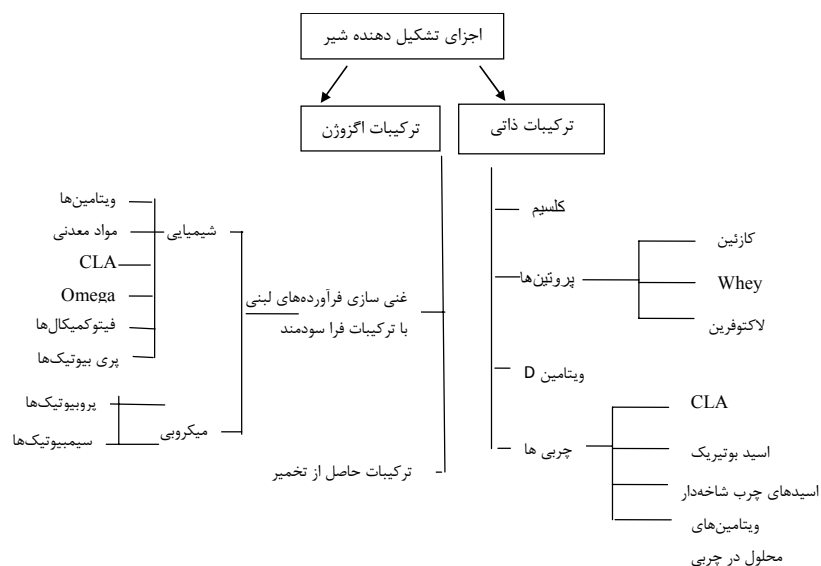 اجزای تشکیل دهنده شیر
ترکیبات ذاتی
ترکیبات اگزوژن
کلسیم
پروتین‌ها
کازئین
Whey
لاکتوفرین
ویتامین D
چربی ها
CLA
اسید بوتیریک
اسیدهای چرب شاخه‌دار
ویتامین‌های
محلول در چربی
غنی سازی فرآورده‌های لبنی
با ترکیبات فرا سودمند
شیمیایی
ویتامین‌ها
مواد معدنی
CLA
Omega
فیتوکمیکال‌ها
پری بیوتیک‌ها
میکروبی
پروبیوتیک‌ها
سیمبیوتیک‌ها
ترکیبات حاصل از تخمیر